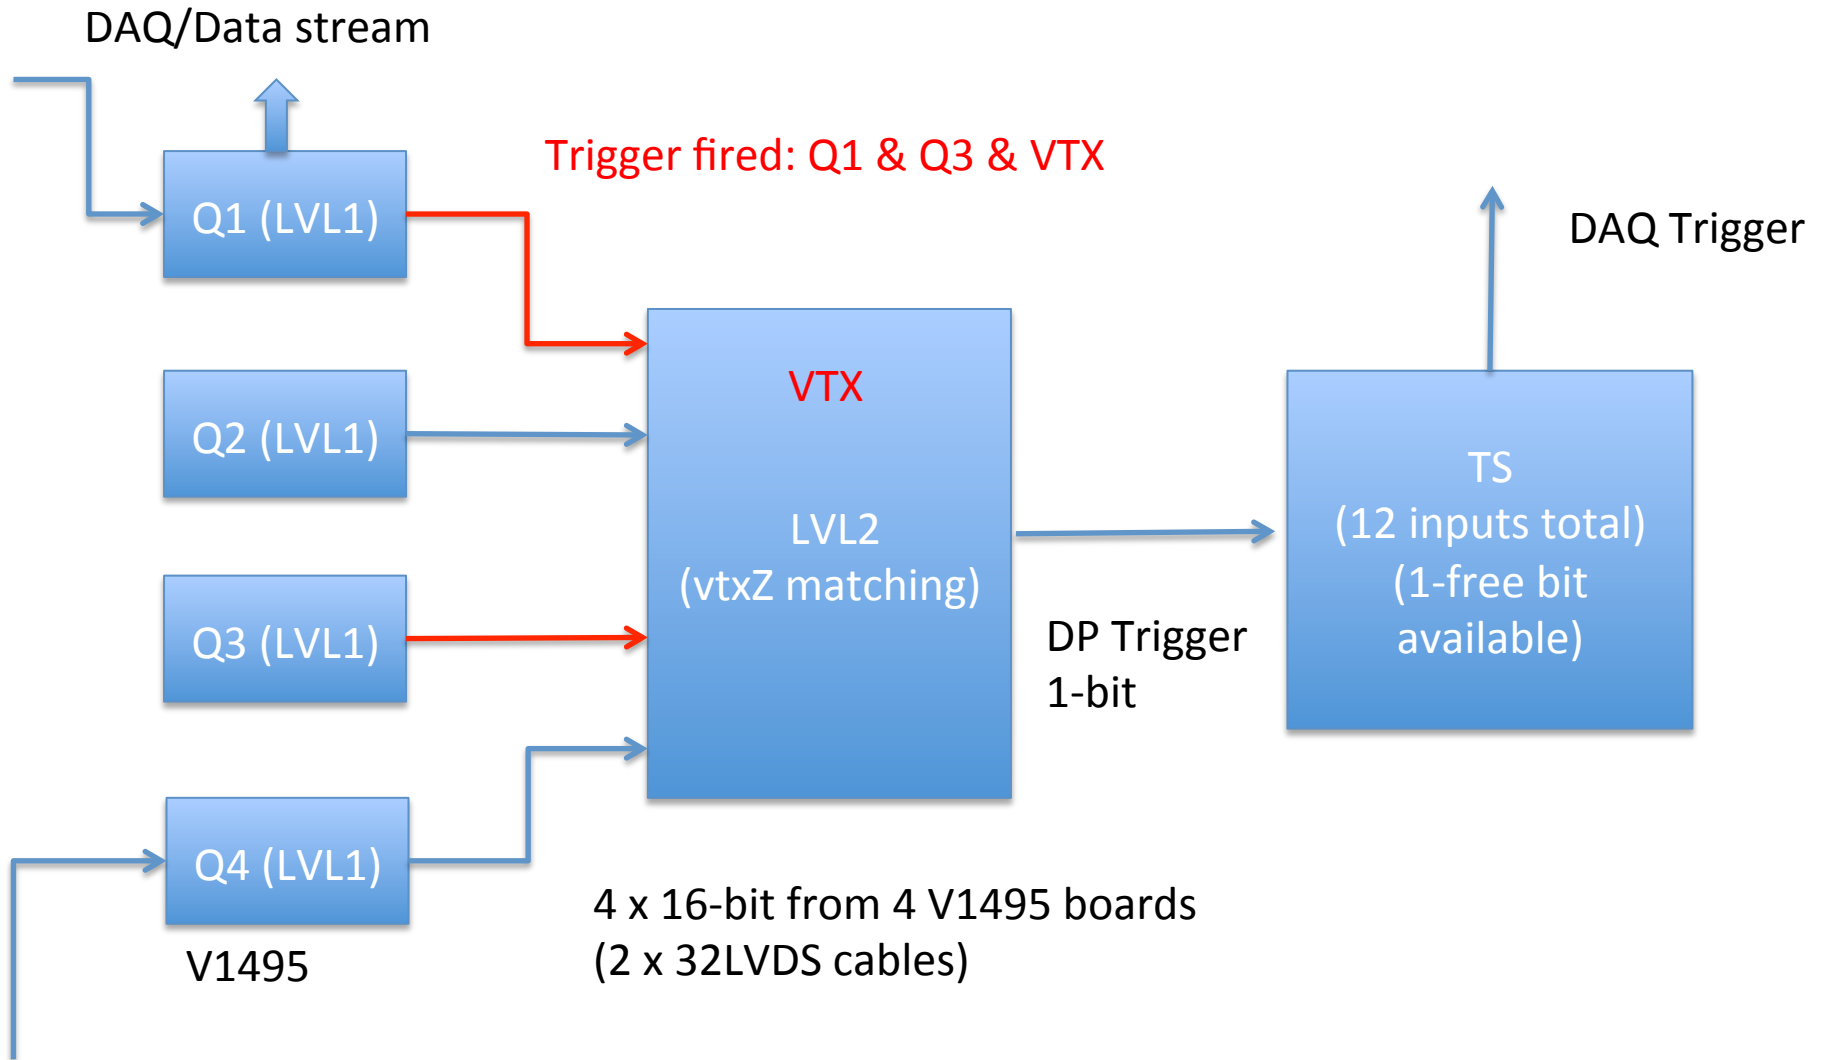 DAQ/Data stream
Trigger fired: Q1 & Q3 & VTX
Q1 (LVL1)
DAQ Trigger
VTX
Q2 (LVL1)
TS
(12 inputs total)
(1-free bit
available)
LVL2
(vtxZ matching)
Q3 (LVL1)
DP Trigger
1-bit
Q4 (LVL1)
V1495
4 x 16-bit from 4 V1495 boards
(2 x 32LVDS cables)